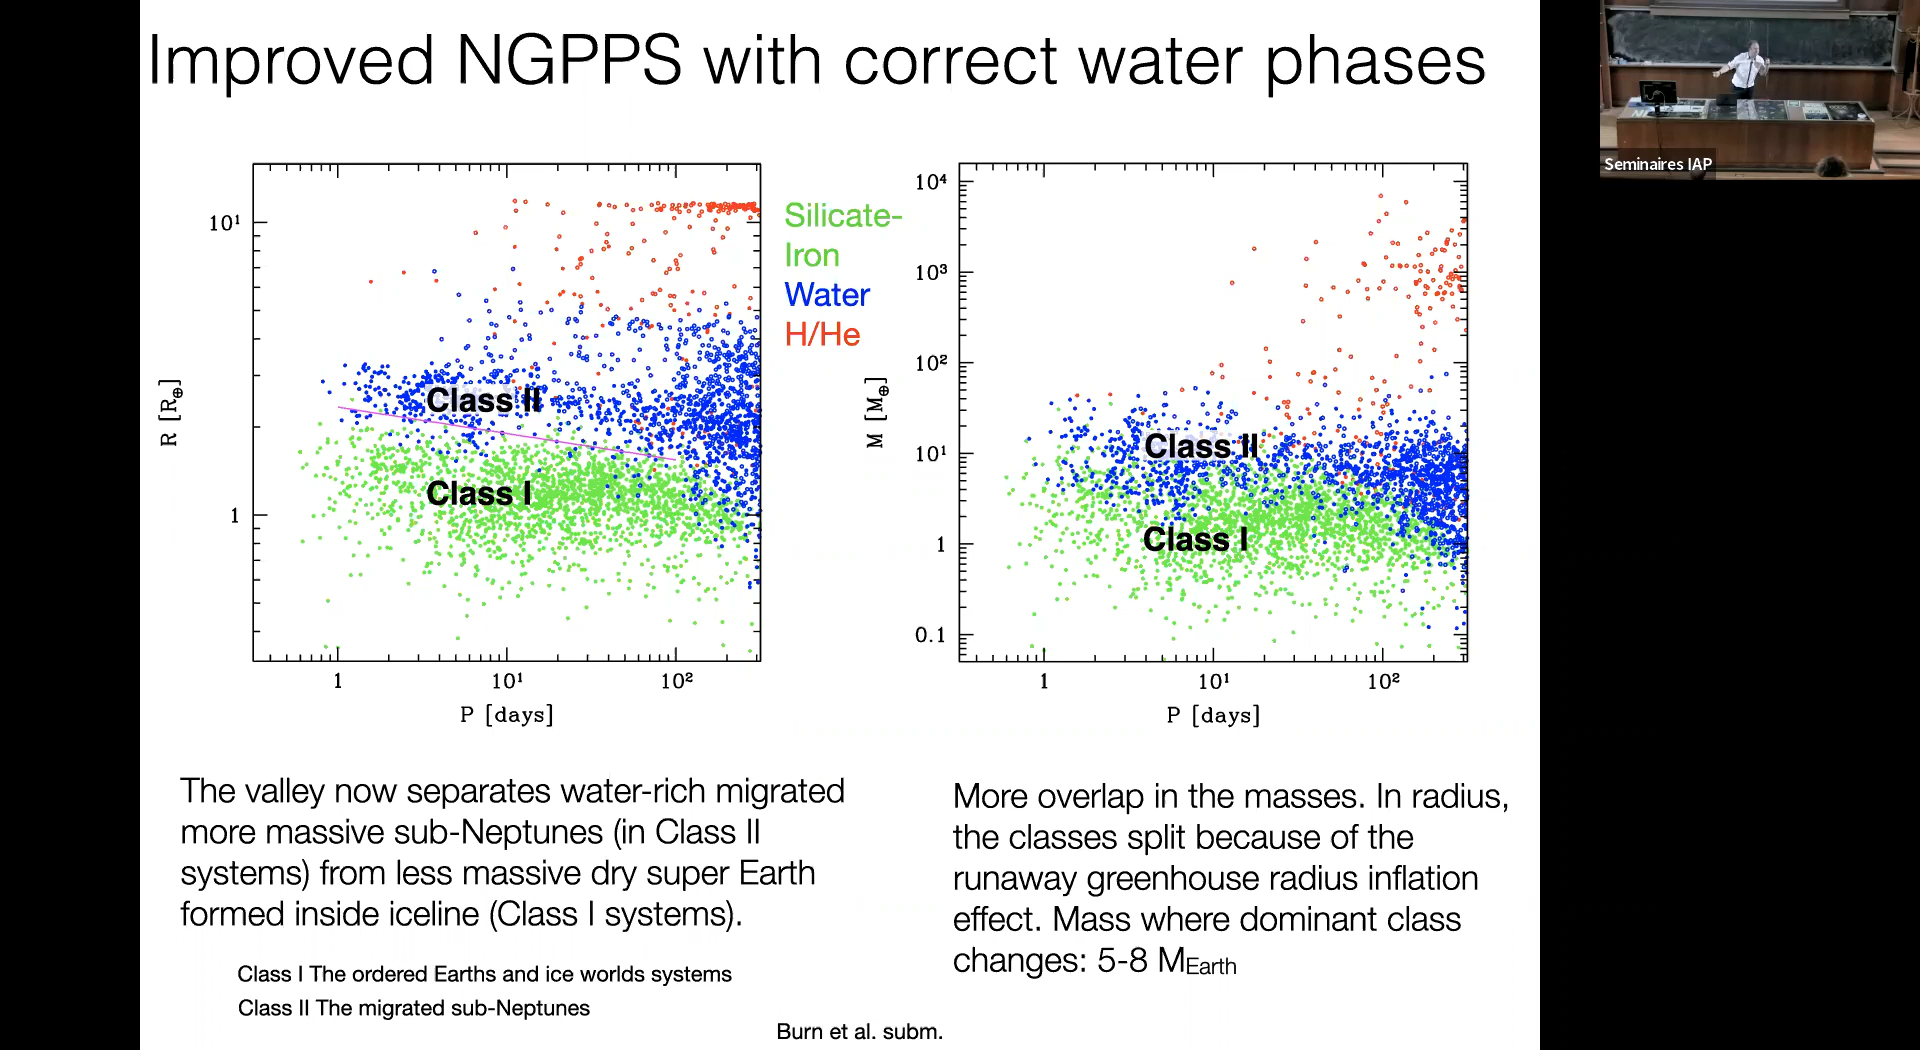 Improved NGPPS with correct water phases
Seminaires IAP
10¹
1
R [R⊕]
1
10¹
10²
P [days]
Class II
Class I
Silicate-
Iron
Water
H/He
10⁴
10³
10²
10¹
1
0.1
M [M⊕]
1
10¹
10²
P [days]
Class II
Class I
The valley now separates water-rich migrated
more massive sub-Neptunes (in Class II
systems) from less massive dry super Earth
formed inside iceline (Class I systems).
Class I The ordered Earths and ice worlds systems
Class II The migrated sub-Neptunes
More overlap in the masses. In radius,
the classes split because of the
runaway greenhouse radius inflation
effect. Mass where dominant class
changes: 5-8 MEarth
Burn et al. subm.